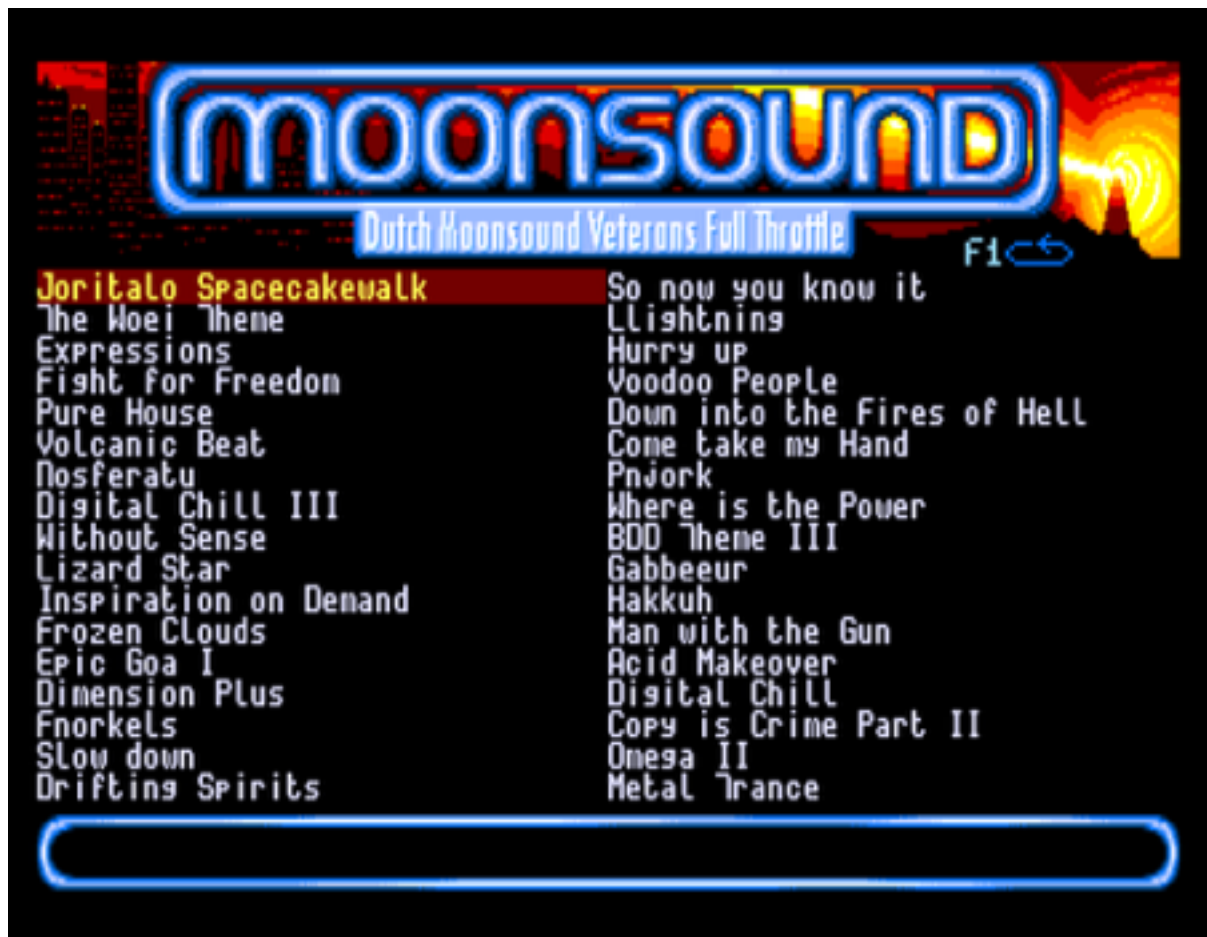 MOONSOUND
Dutch Moonsound Veterans Full Throttle
F1
Joritalo Spacecakewalk
The Woei Theme
Expressions
Fight for Freedom
Pure House
Volcanic Beat
Nosferatu
Digital Chill III
Without Sense
Lizard Star
Inspiration on Demand
Frozen Clouds
Epic Goa I
Dimension Plus
Fnorkels
Slow down
Drifting Spirits
So now you know it
Llightning
Hurry up
Voodoo People
Down into the Fires of Hell
Come take my Hand
Pnjork
Where is the Power
BDD Theme III
Gabbeeur
Hakkuh
Man with the Gun
Acid Makeover
Digital Chill
Copy is Crime Part II
Omega II
Metal Trance